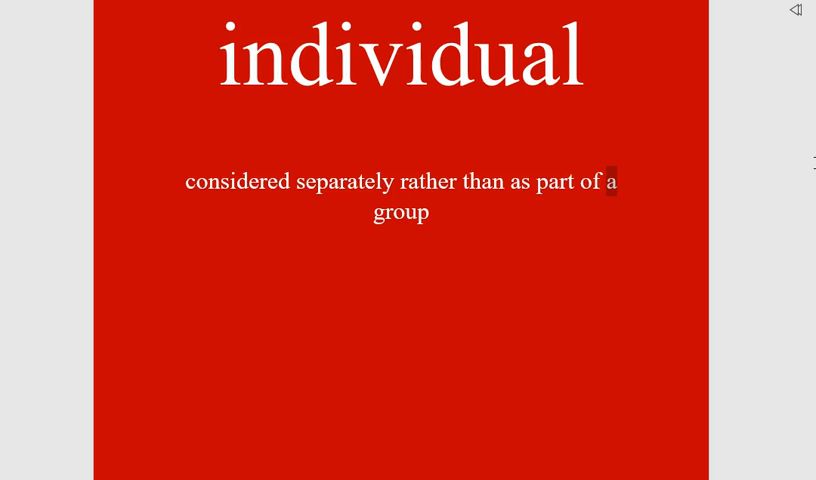 individual
considered separately rather than as part of a
group